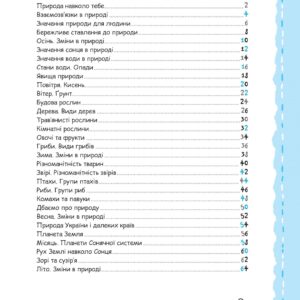 Природа навколо тебе 2
Взаємозв'язки в природі 4
Значення природи для людини 6
Бережливе ставлення до природи 8
Осінь. Зміни в природі 10
Значення сонця в природі 12
Значення води в природі 14
Стани води. Опади 16
Явища природи 18
Повітря. Кисень 20
Вітер. Ґрунт 22
Будова рослин 24
Дерева. Види дерев 26
Трав'янисті рослини 30
Кімнатні рослини 32
Овочі та фрукти 34
Гриби. Види грибів 36
Зима. Зміни в природі 38
Різноманітність тварин 40
Звірі. Різноманітність звірів 42
Птахи. Групи птахів 44
Риби. Групи риб 46
Комахи та павуки 48
Дбаємо про природу 50
Весна. Зміни в природі 52
Природа України і далеких країв 54
Планета Земля 56
Місяць. Планети Сонячної системи 58
Рух Землі навколо Сонця 60
Зорі та сузір'я 62
Літо. Зміни в природі 64